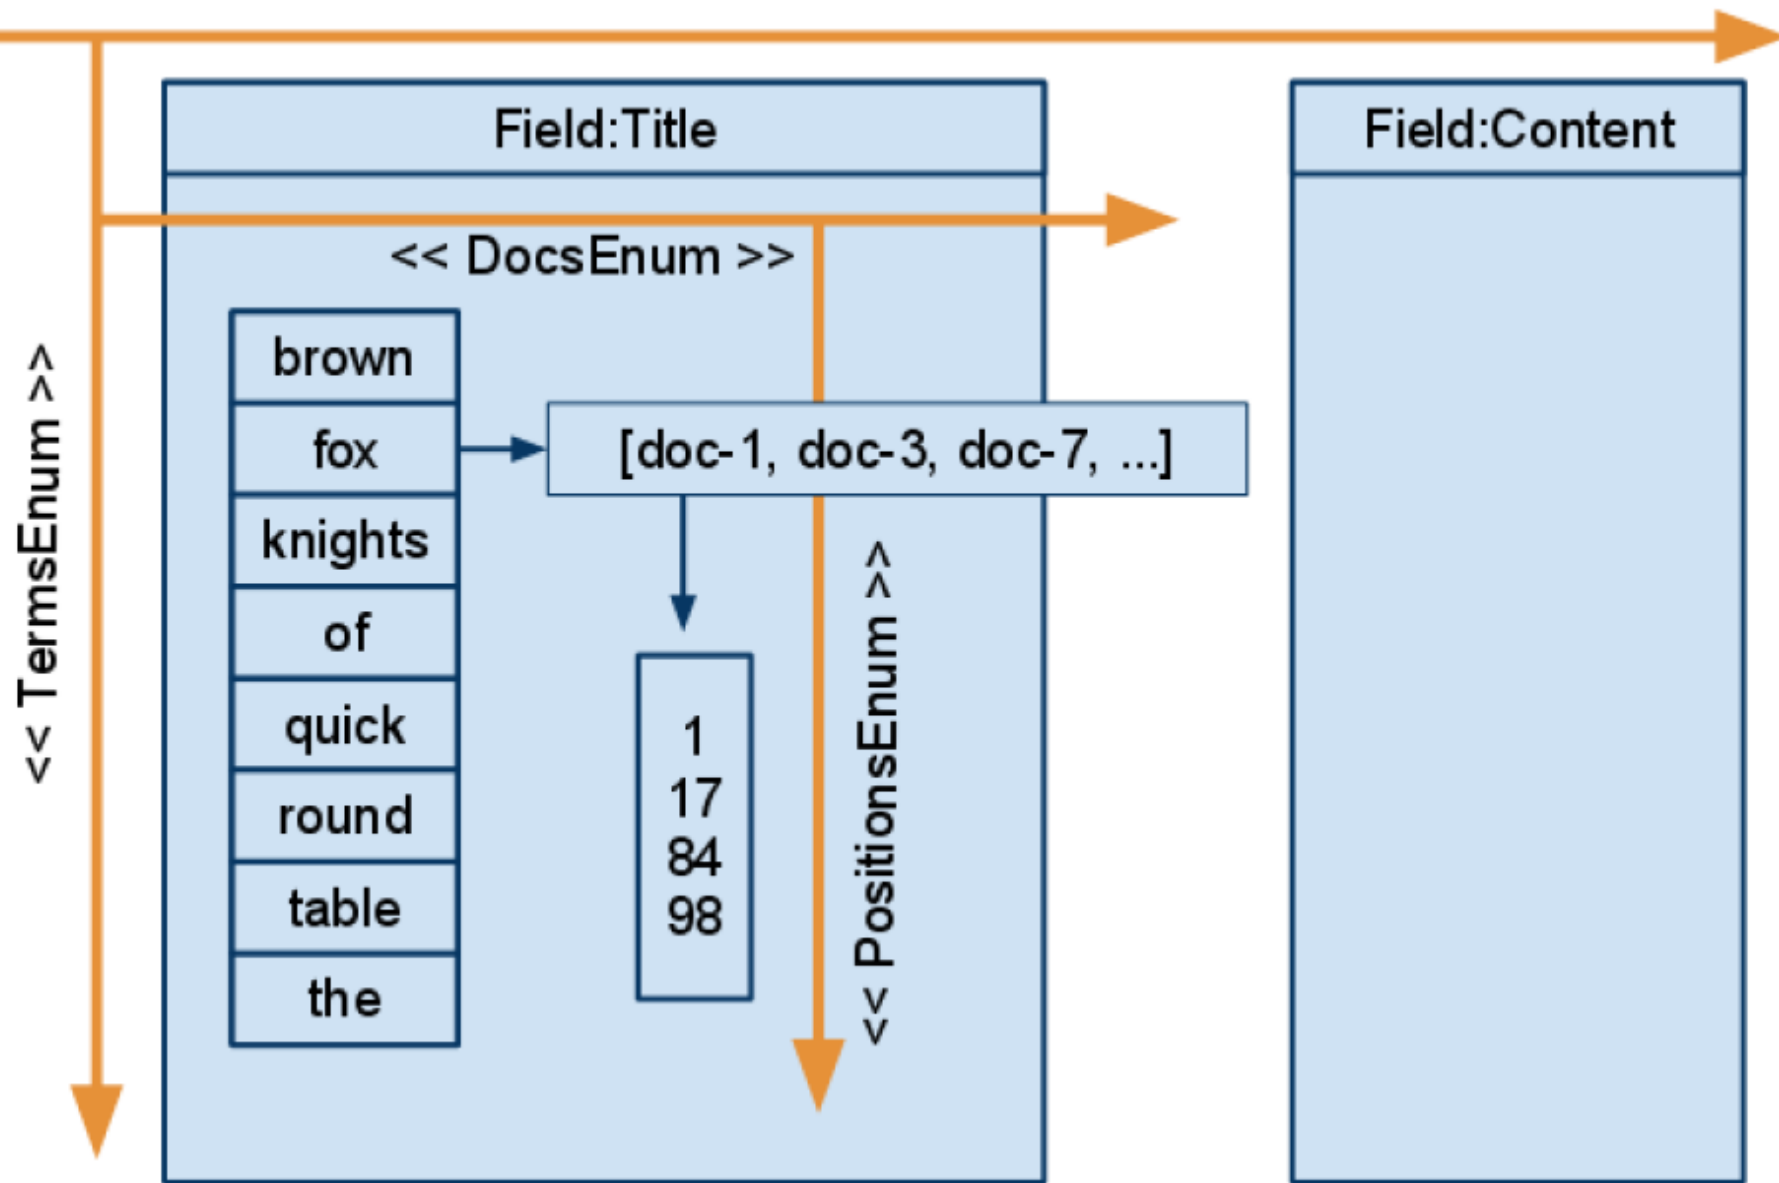 Field:Title
Field:Content
<< DocsEnum >>
<< TermsEnum >>
brown
fox
[doc-1, doc-3, doc-7, ...]
knights
of
quick
round
table
the
1
17
84
98
<< PositionsEnum >>